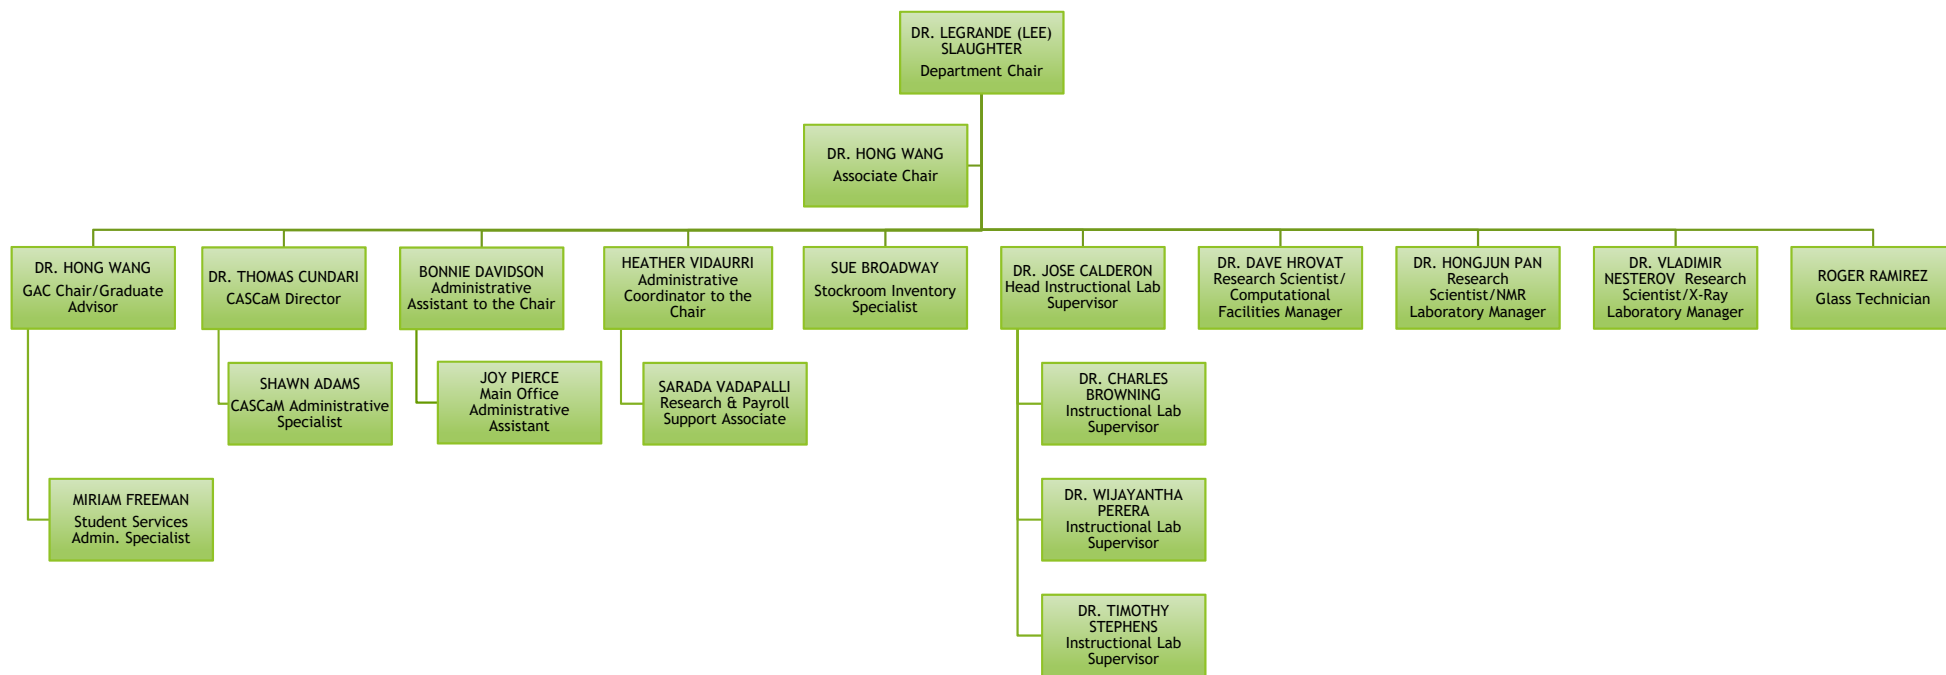 DR. LEGRANDE (LEE)
SLAUGHTER
Department Chair
DR. HONG WANG
Associate Chair
DR. HONG WANG
GAC Chair/Graduate
Advisor
DR. THOMAS CUNDARI
CASCaM Director
BONNIE DAVIDSON
Administrative
Assistant to the Chair
HEATHER VIDAURRI
Administrative
Coordinator to the
Chair
SUE BROADWAY
Stockroom Inventory
Specialist
DR. JOSE CALDERON
Head Instructional Lab
Supervisor
DR. DAVE HROVAT
Research Scientist/
Computational
Facilities Manager
DR. HONGJUN PAN
Research
Scientist/NMR
Laboratory Manager
DR. VLADIMIR
NESTEROV Research
Scientist/X-Ray
Laboratory Manager
ROGER RAMIREZ
Glass Technician
SHAWN ADAMS
CASCaM Administrative
Specialist
JOY PIERCE
Main Office
Administrative
Assistant
SARADA VADAPALLI
Research & Payroll
Support Associate
DR. CHARLES
BROWNING
Instructional Lab
Supervisor
MIRIAM FREEMAN
Student Services
Admin. Specialist
DR. WIJAYANTHA
PERERA
Instructional Lab
Supervisor
DR. TIMOTHY
STEPHENS
Instructional Lab
Supervisor